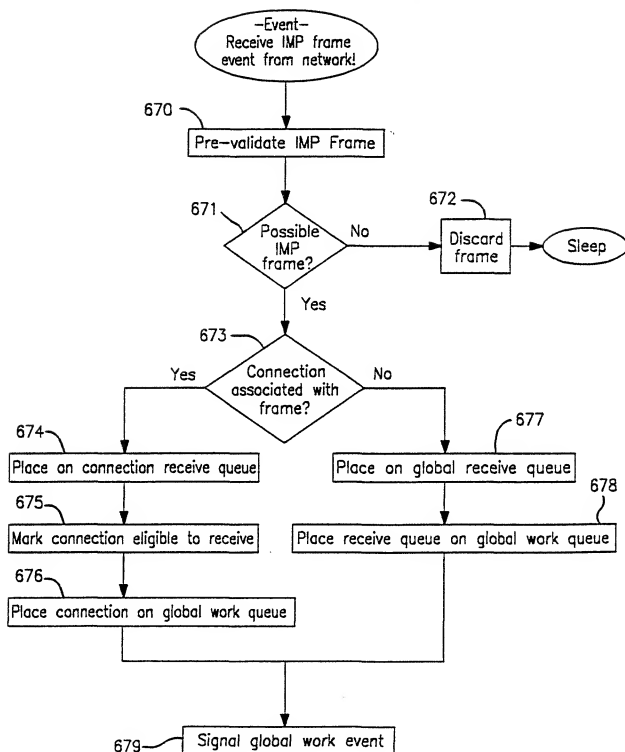 -Event-
Receive IMP frame
event from network!
670
Pre-validate IMP Frame
671
Possible
IMP
frame?
No
672
Discard
frame
Sleep
Yes
673
Connection
associated with
frame?
Yes
No
674
Place on connection receive queue
675
Mark connection eligible to receive
676
Place connection on global work queue
677
Place on global receive queue
678
Place receive queue on global work queue
679
Signal global work event